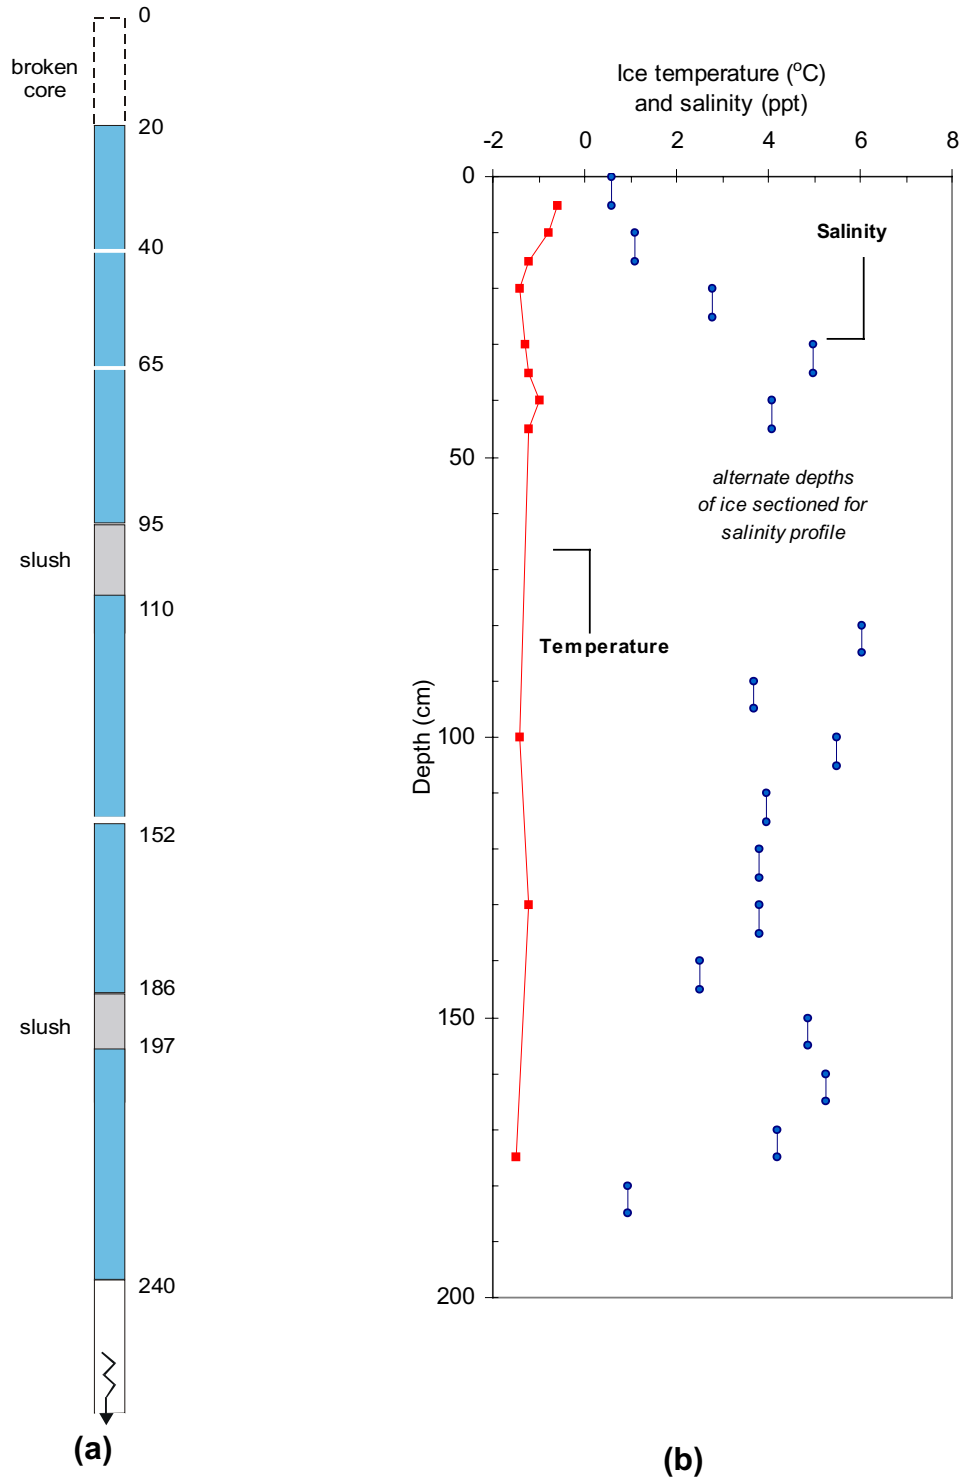 0
broken
core
20
40
65
95
slush
110
152
186
slush
197
240
(a)
Ice temperature (oC)
and salinity (ppt)
-2 0 2 4 6 8
0
50
100
150
200
Depth (cm)
Salinity
alternate depths
of ice sectioned for
salinity profile
Temperature
(b)